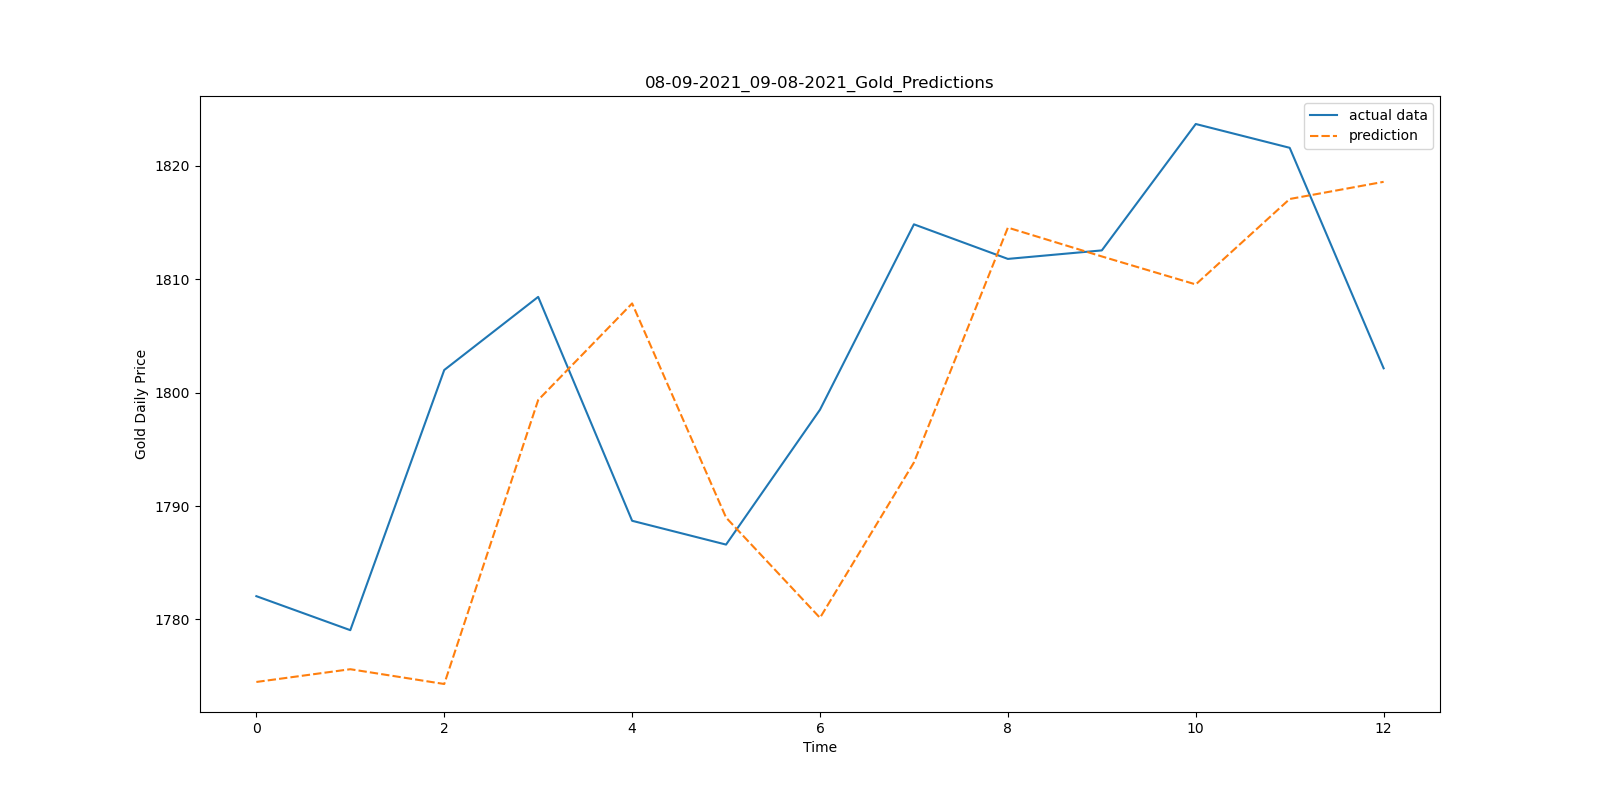 08-09-2021_09-08-2021_Gold_Predictions
actual data
prediction
1820
1810
1800
1790
1780
Gold Daily Price
0 2 4 6 8 10 12
Time